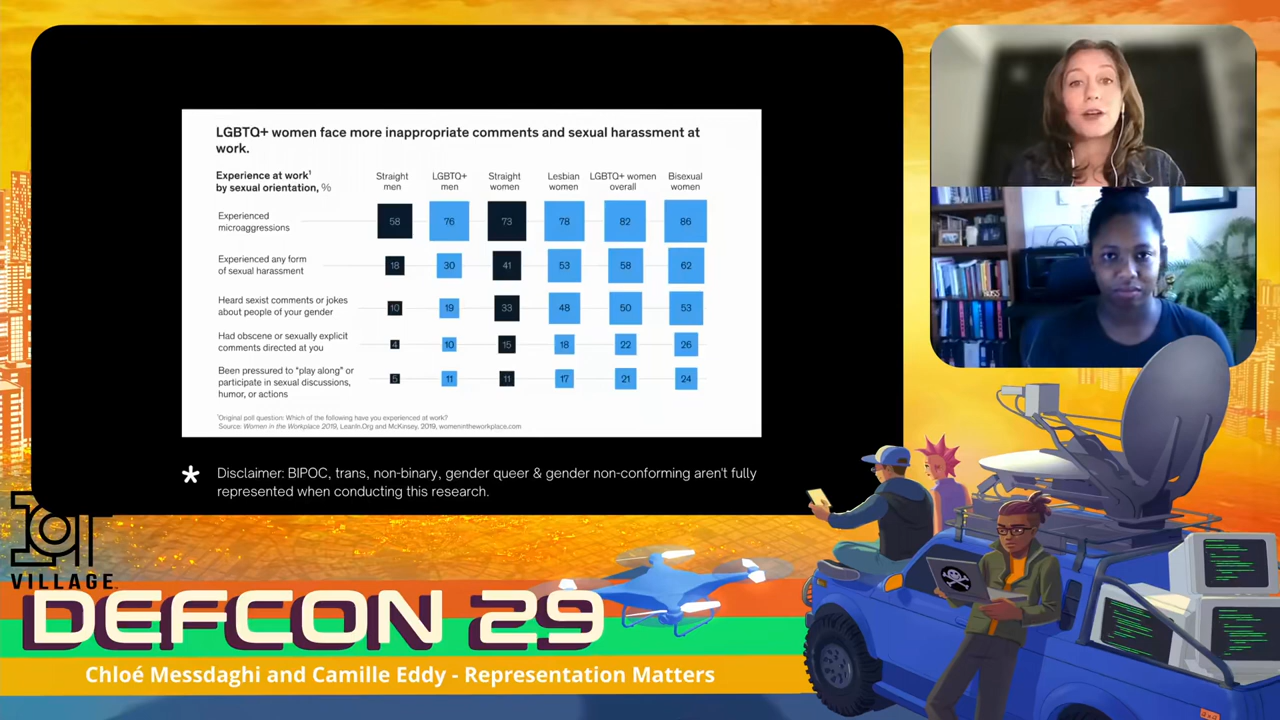 LGBTQ+ women face more inappropriate comments and sexual harassment at
work.
Experience at work¹
by sexual orientation, %
Straight
men
LGBTQ+
men
Straight
women
Lesbian
women
LGBTQ+ women
overall
Bisexual
women
Experienced
microaggressions
58 76 73 78 82 86
Experienced any form
of sexual harassment
18 30 41 53 58 62
Heard sexist comments or jokes
about people of your gender
10 19 33 48 50 53
Had obscene or sexually explicit
comments directed at you
4 10 15 18 22 26
Been pressured to “play along” or
participate in sexual discussions,
humor, or actions
5 11 11 17 21 24
¹Original poll question: Which of the following have you experienced at work?
Source: Women in the Workplace 2019, LeanIn.Org and McKinsey, 2019, womenintheworkplace.com
* Disclaimer: BIPOC, trans, non-binary, gender queer & gender non-conforming aren't fully
represented when conducting this research.
IOT
VILLAGE
DEFCON 29
Chloé Messdaghi and Camille Eddy - Representation Matters